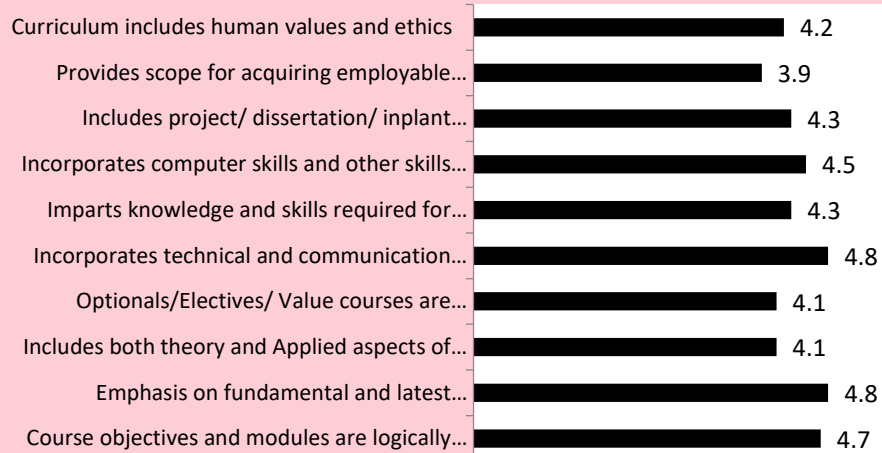 Curriculum includes human values and ethics 4.2
Provides scope for acquiring employable… 3.9
Includes project/ dissertation/ inplant… 4.3
Incorporates computer skills and other skills… 4.5
Imparts knowledge and skills required for… 4.3
Incorporates technical and communication… 4.8
Optionals/Electives/ Value courses are… 4.1
Includes both theory and Applied aspects of… 4.1
Emphasis on fundamental and latest… 4.8
Course objectives and modules are logically… 4.7